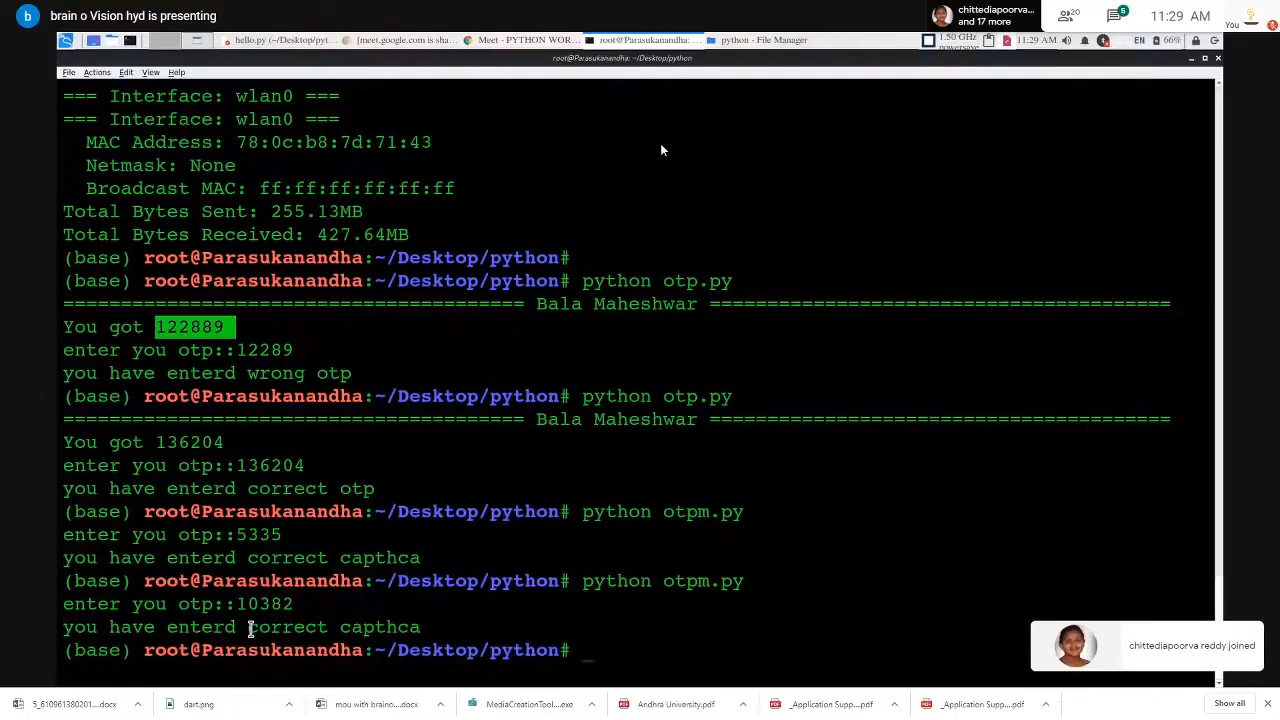 b brain o Vision hyd is presenting
chittediapoorva...
and 17 more
20
5
11:29 AM
You
hello.py (~/Desktop/pyt...
[meet.google.com is sha...
Meet - PYTHON WOR...
root@Parasukanandha: ...
python - File Manager
1.50 GHz
powersave
11:29 AM
EN
66%
root@Parasukanandha: ~/Desktop/python
File Actions Edit View Help
=== Interface: wlan0 ===
=== Interface: wlan0 ===
MAC Address: 78:0c:b8:7d:71:43
Netmask: None
Broadcast MAC: ff:ff:ff:ff:ff:ff
Total Bytes Sent: 255.13MB
Total Bytes Received: 427.64MB
(base) root@Parasukanandha:~/Desktop/python#
(base) root@Parasukanandha:~/Desktop/python# python otp.py
======================================== Bala Maheshwar ========================================
You got 122889
enter you otp::12289
you have enterd wrong otp
(base) root@Parasukanandha:~/Desktop/python# python otp.py
======================================== Bala Maheshwar ========================================
You got 136204
enter you otp::136204
you have enterd correct otp
(base) root@Parasukanandha:~/Desktop/python# python otpm.py
enter you otp::5335
you have enterd correct capthca
(base) root@Parasukanandha:~/Desktop/python# python otpm.py
enter you otp::10382
you have enterd correct capthca
(base) root@Parasukanandha:~/Desktop/python#
chittediapoorva reddy joined
5_610961380201....docx
dart.png
mou with braino....docx
MediaCreationTool....exe
Andhra University.pdf
_Application Supp....pdf
_Application Supp....pdf
Show all